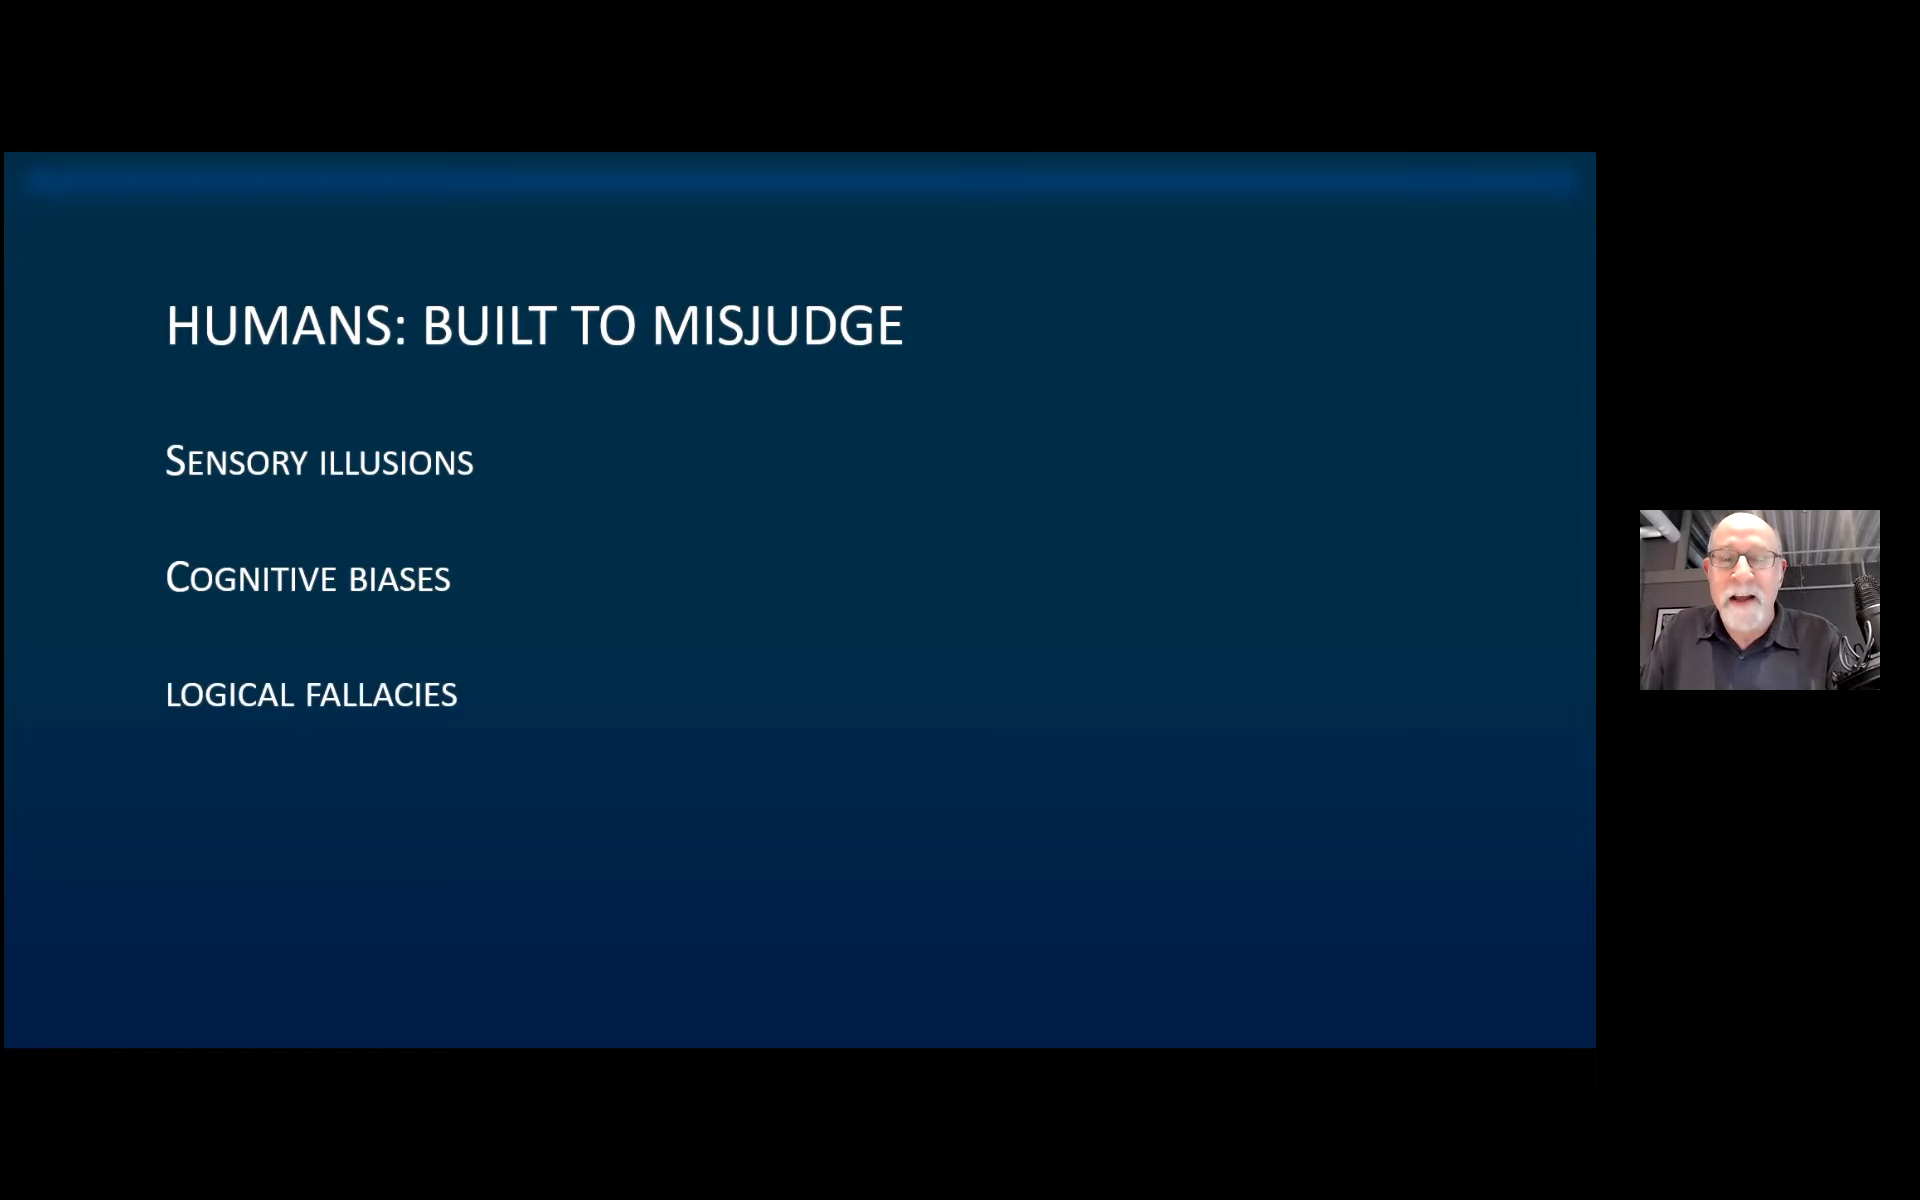 HUMANS: BUILT TO MISJUDGE
SENSORY ILLUSIONS
COGNITIVE BIASES
LOGICAL FALLACIES